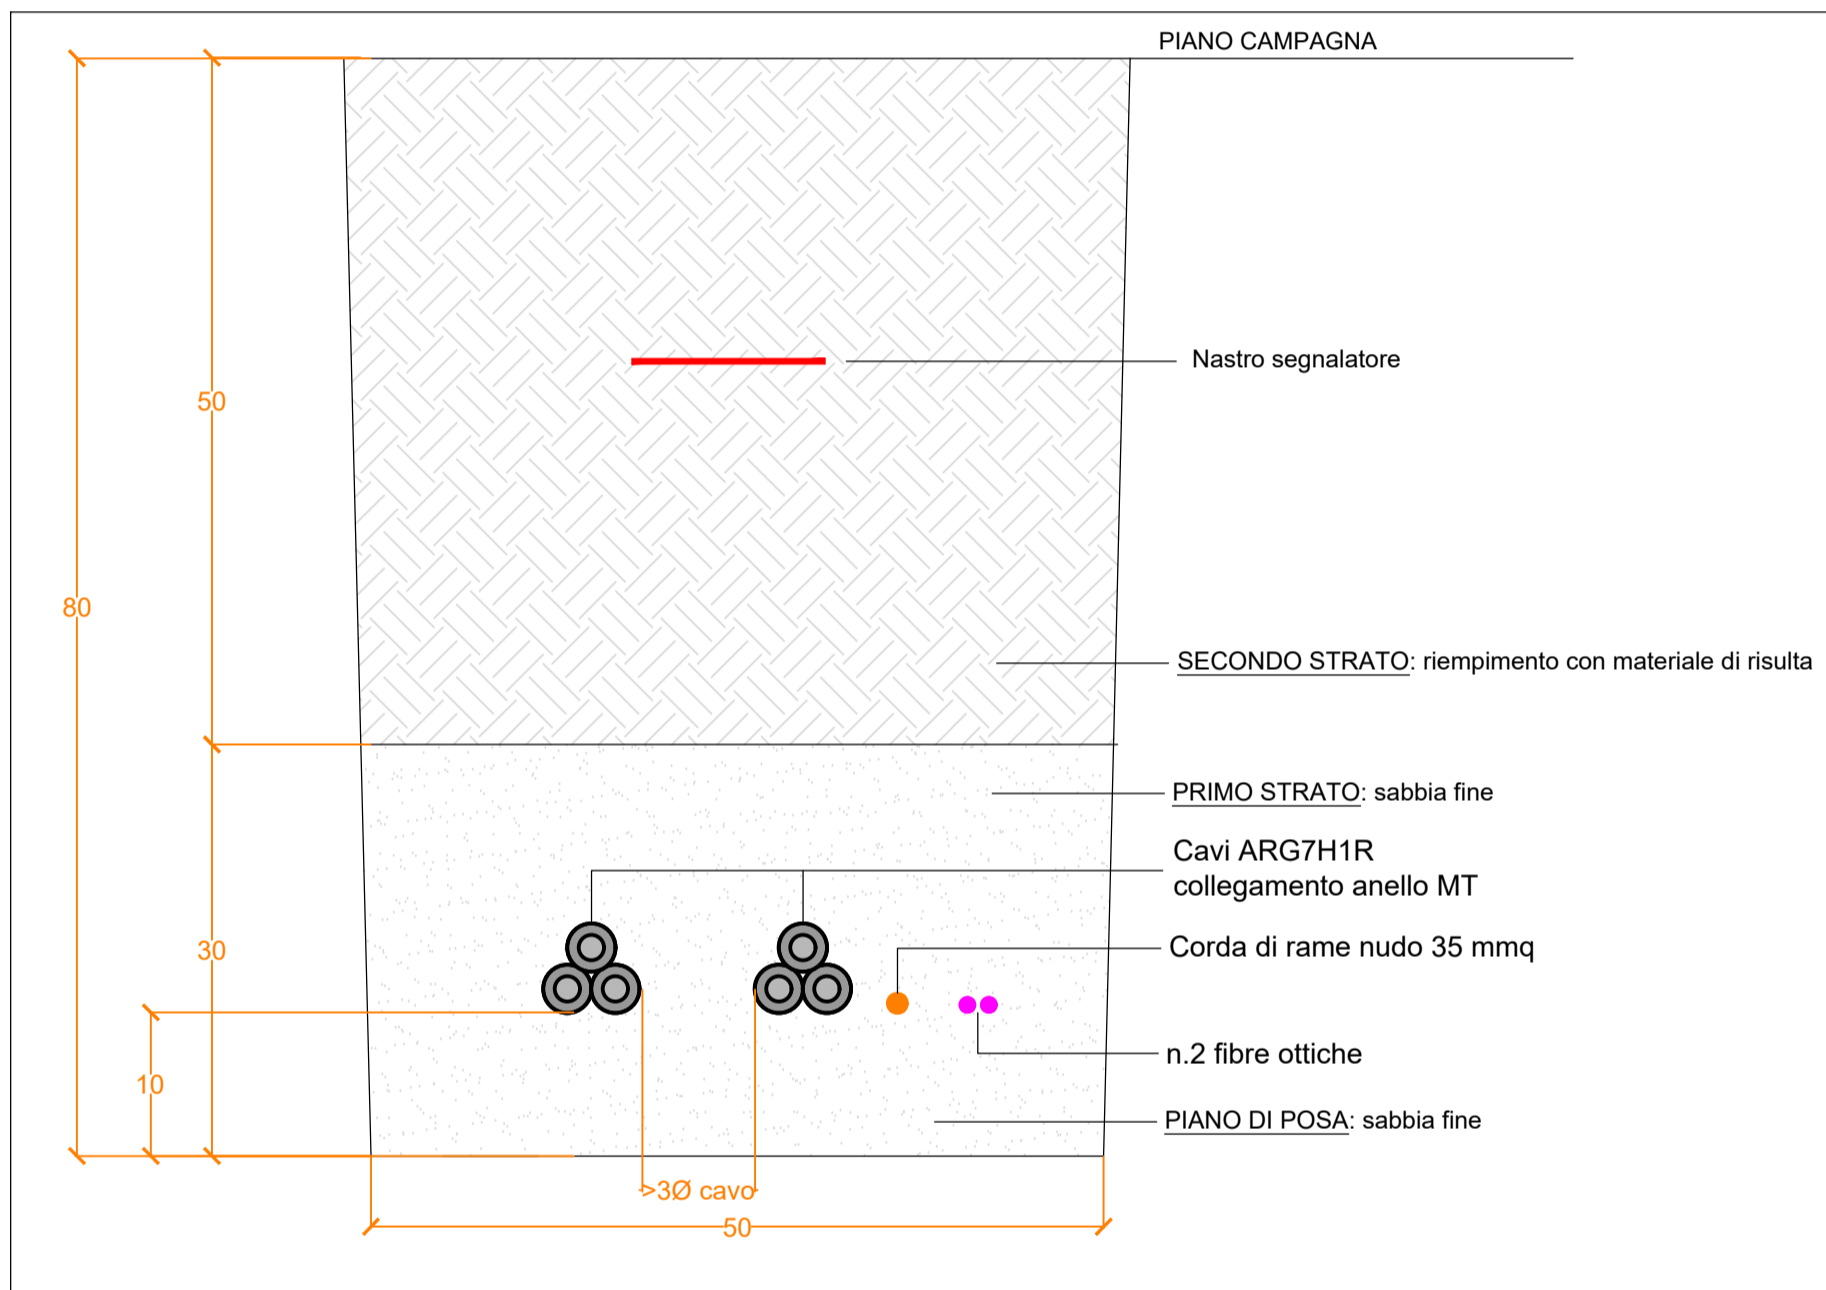 PIANO CAMPAGNA
Nastro segnalatore
50
80
SECONDO STRATO: riempimento con materiale di risulta
PRIMO STRATO: sabbia fine
Cavi ARG7H1R
collegamento anello MT
Corda di rame nudo 35 mmq
30
n.2 fibre ottiche
10
PIANO DI POSA: sabbia fine
>3Ø cavo
50